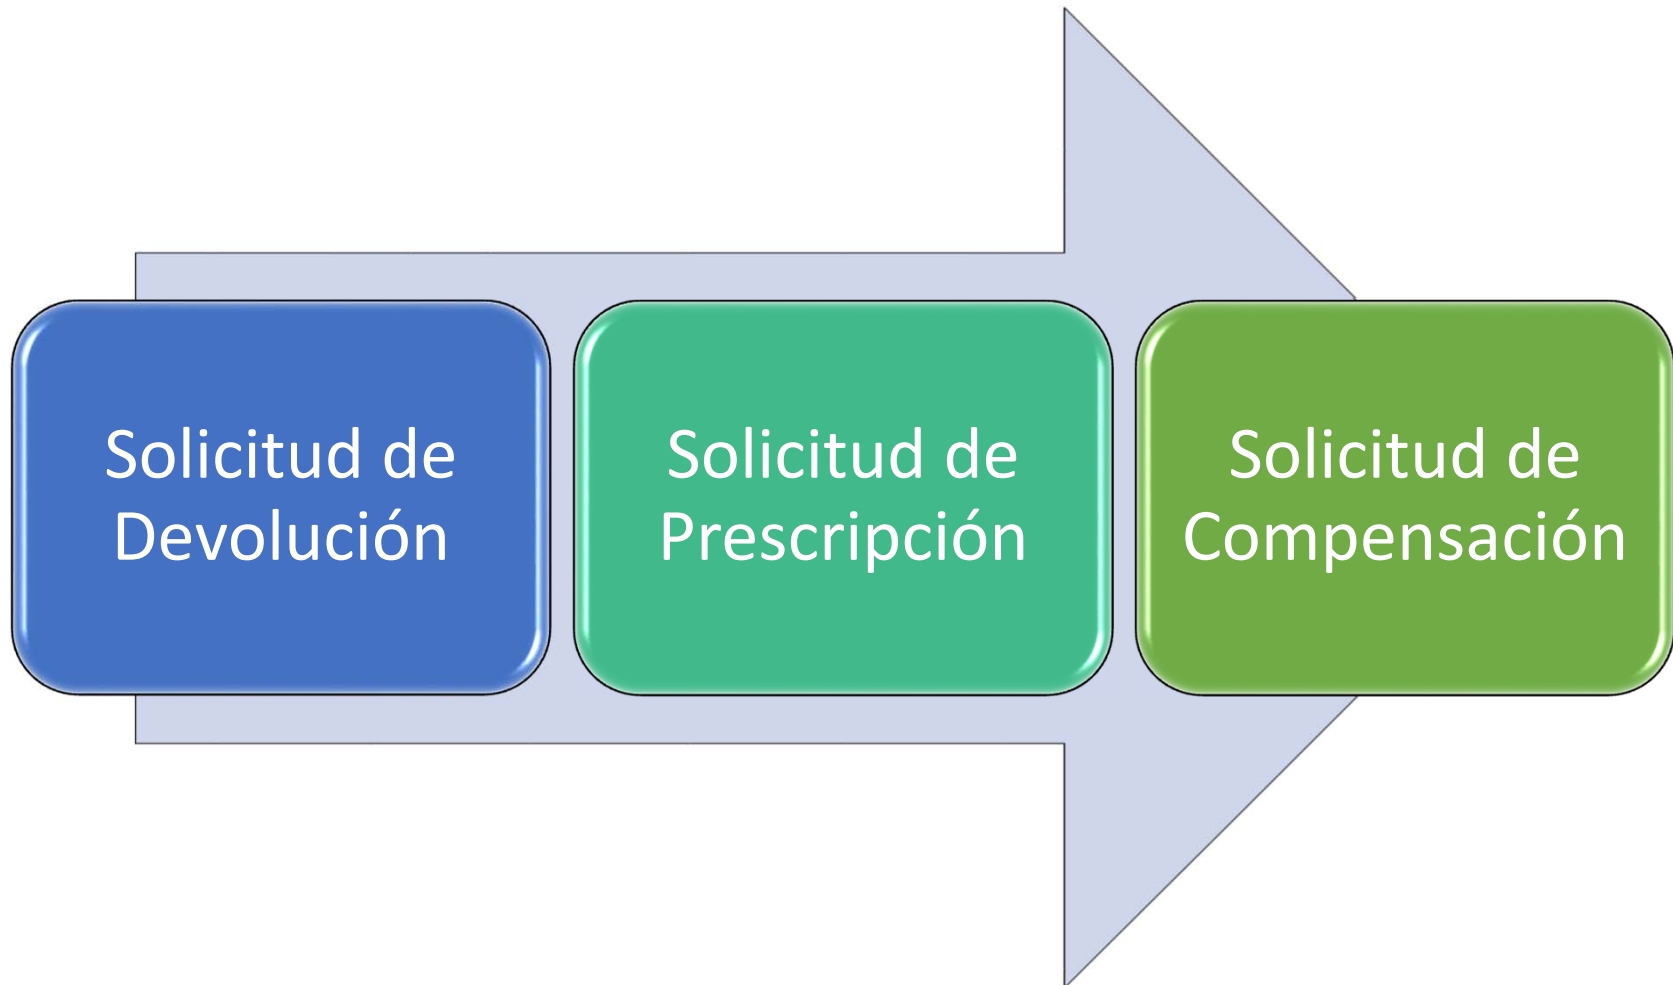 Solicitud de
Devolución
Solicitud de
Prescripción
Solicitud de
Compensación